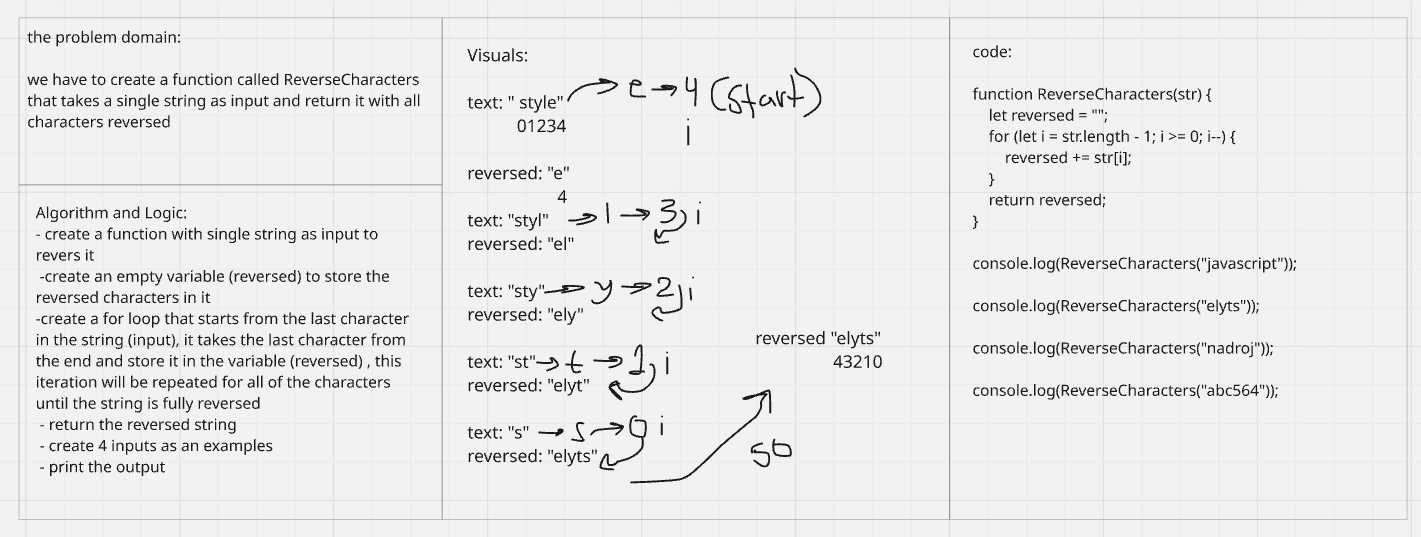 the problem domain:
we have to create a function called ReverseCharacters
that takes a single string as input and return it with all
characters reversed
Algorithm and Logic:
- create a function with single string as input to
revers it
-create an empty variable (reversed) to store the
reversed characters in it
-create a for loop that starts from the last character
in the string (input), it takes the last character from
the end and store it in the variable (reversed) , this
iteration will be repeated for all of the characters
until the string is fully reversed
- return the reversed string
- create 4 inputs as an examples
- print the output
Visuals:
text: " style" e → 4 (start)
01234 i
reversed: "e"
4
text: "styl" → l → 3 i
reversed: "el"
text: "sty" → y → 2 i
reversed: "ely"
text: "st" → t → 1 i
reversed: "elyt"
text: "s" → s → 0 i
reversed: "elyts"
reversed "elyts"
43210
so
code:
function ReverseCharacters(str) {
let reversed = "";
for (let i = str.length - 1; i >= 0; i--) {
reversed += str[i];
}
return reversed;
}
console.log(ReverseCharacters("javascript"));
console.log(ReverseCharacters("elyts"));
console.log(ReverseCharacters("nadroj"));
console.log(ReverseCharacters("abc564"));